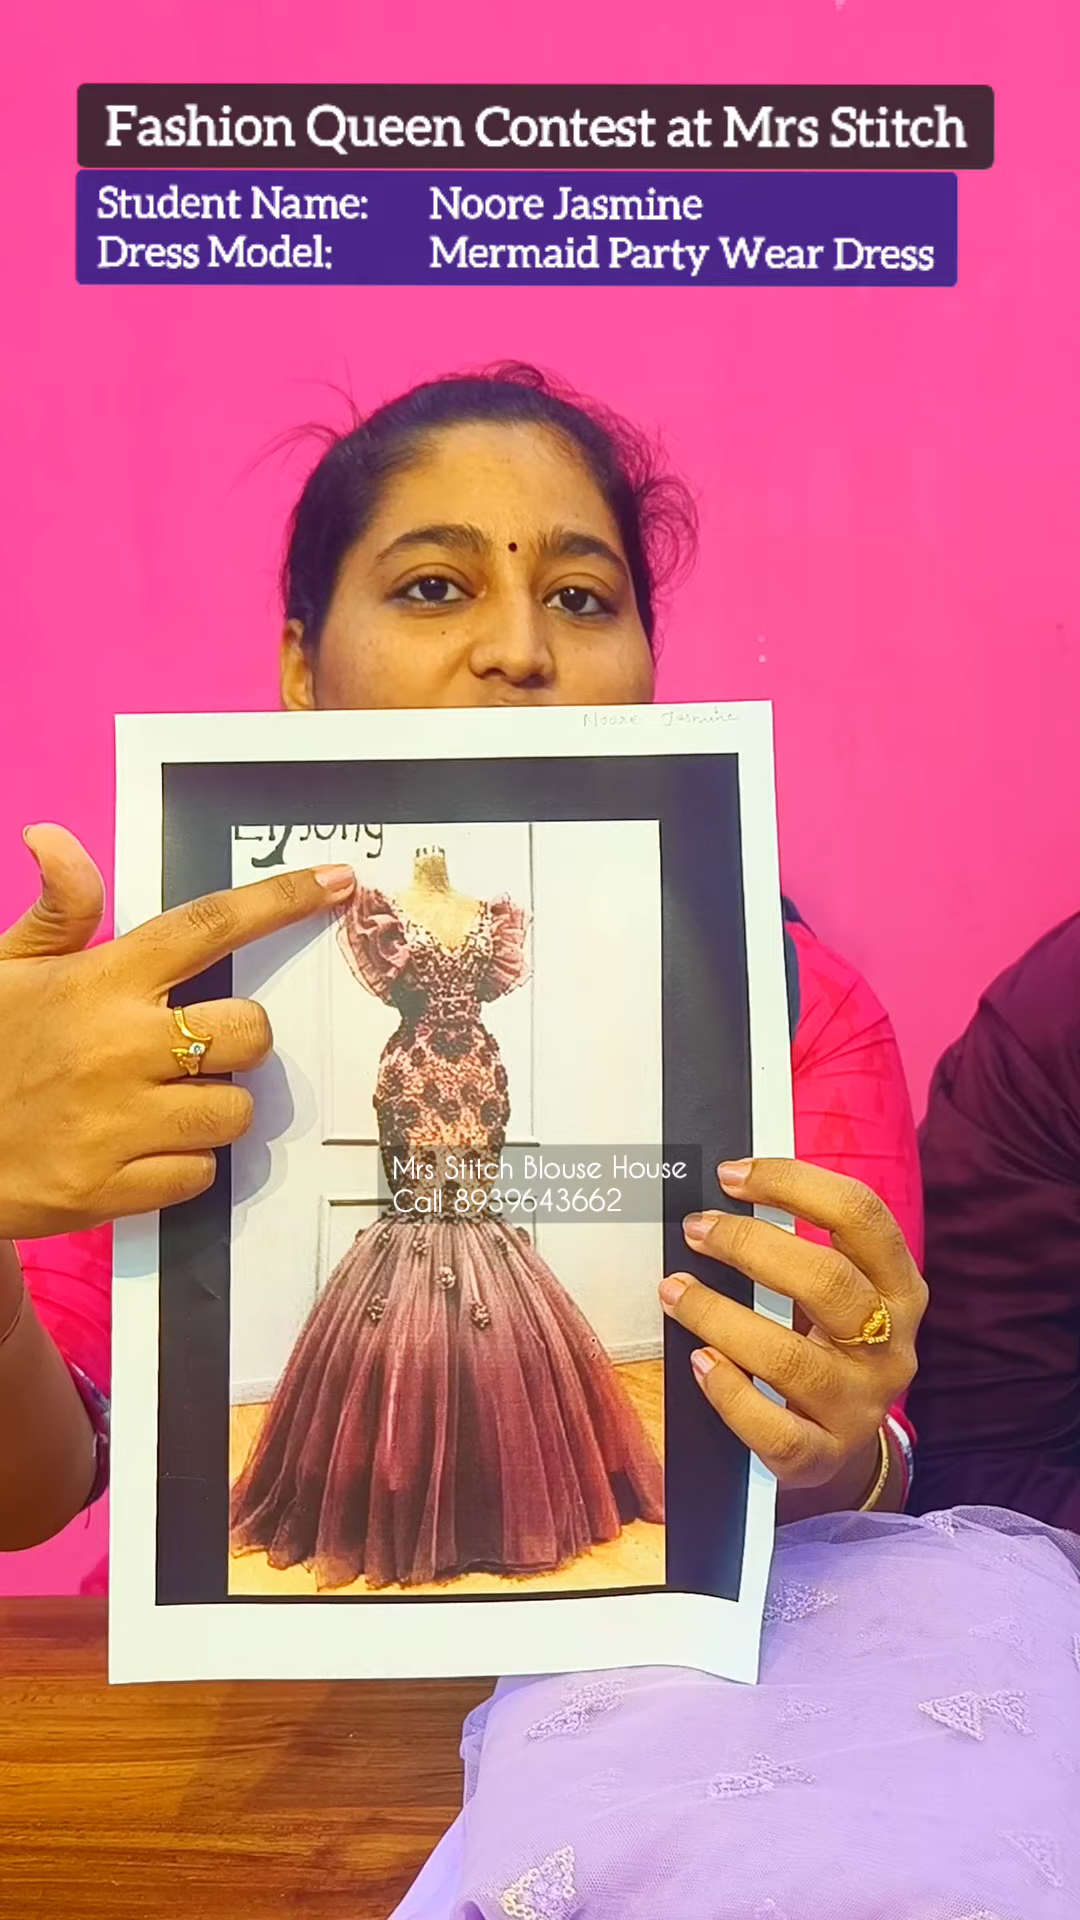 Fashion Queen Contest at Mrs Stitch
Student Name: Noore Jasmine
Dress Model: Mermaid Party Wear Dress
Noore Jasmine
Mrs Stitch Blouse House
Call 8939643662